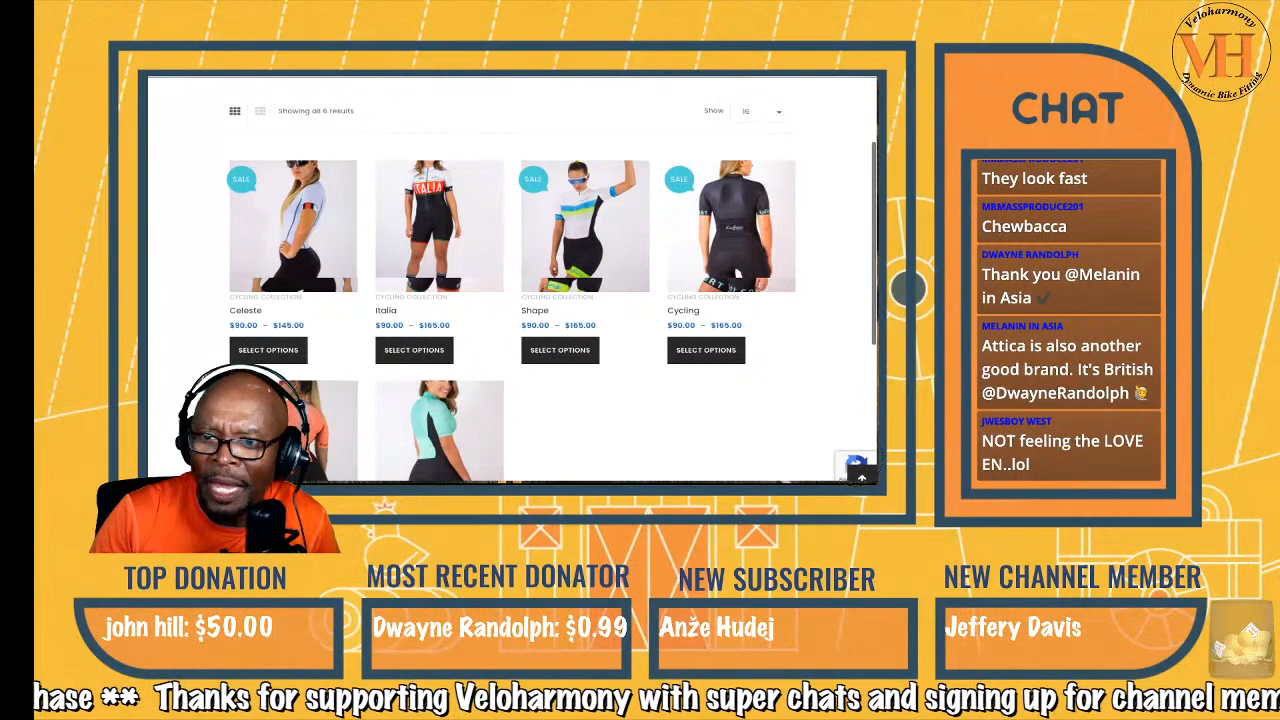 Veloharmony
VH
Dynamic Bike Fitting
Showing all 6 results
Show
16
SALE
SALE
SALE
ITALIA
CYCLING COLLECTION
Celeste
$90.00 – $145.00
SELECT OPTIONS
CYCLING COLLECTION
Italia
$90.00 – $165.00
SELECT OPTIONS
CYCLING COLLECTION
Shape
$90.00 – $165.00
SELECT OPTIONS
CYCLING COLLECTION
Cycling
$90.00 – $165.00
SELECT OPTIONS
CHAT
MRMASSPRODUCE201
They look fast
MRMASSPRODUCE201
Chewbacca
DWAYNE RANDOLPH
Thank you @Melanin
in Asia ✔
MELANIN IN ASIA
Attica is also another
good brand. It's British
@DwayneRandolph 🙋
JWESBOY WEST
NOT feeling the LOVE
EN..lol
TOP DONATION
john hill: $50.00
MOST RECENT DONATOR
Dwayne Randolph: $0.99
NEW SUBSCRIBER
Anže Hudej
NEW CHANNEL MEMBER
Jeffery Davis
hase ** Thanks for supporting Veloharmony with super chats and signing up for channel mem